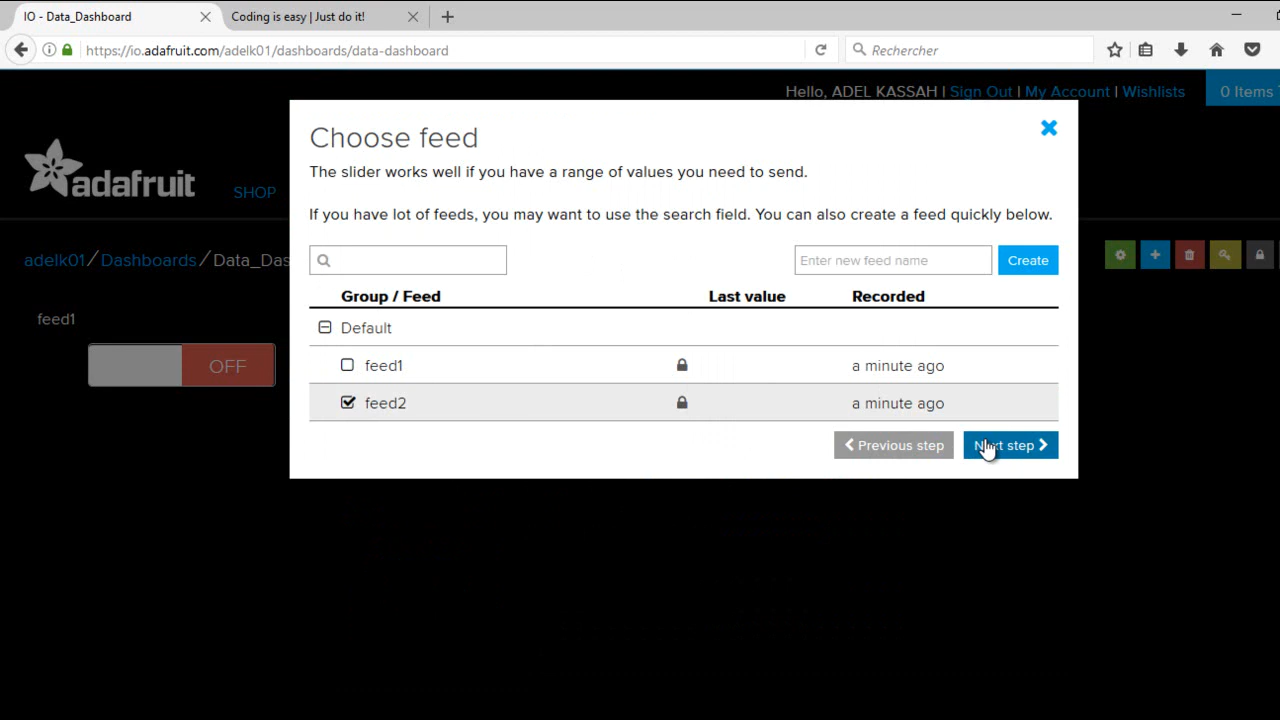 IO - Data_Dashboard
Coding is easy | Just do it!
https://io.adafruit.com/adelk01/dashboards/data-dashboard
Rechercher
Hello, ADEL KASSAH | Sign Out | My Account | Wishlists
0 Items
adafruit
SHOP
adelk01/Dashboards/Data_Das
feed1
OFF
Choose feed
The slider works well if you have a range of values you need to send.
If you have lot of feeds, you may want to use the search field. You can also create a feed quickly below.
Enter new feed name
Create
Group / Feed Last value Recorded
Default
feed1 a minute ago
feed2 a minute ago
Previous step
Next step